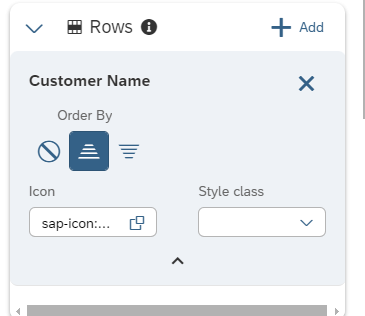 Rows Add
Customer Name
Order By
Icon Style class
sap-icon:...